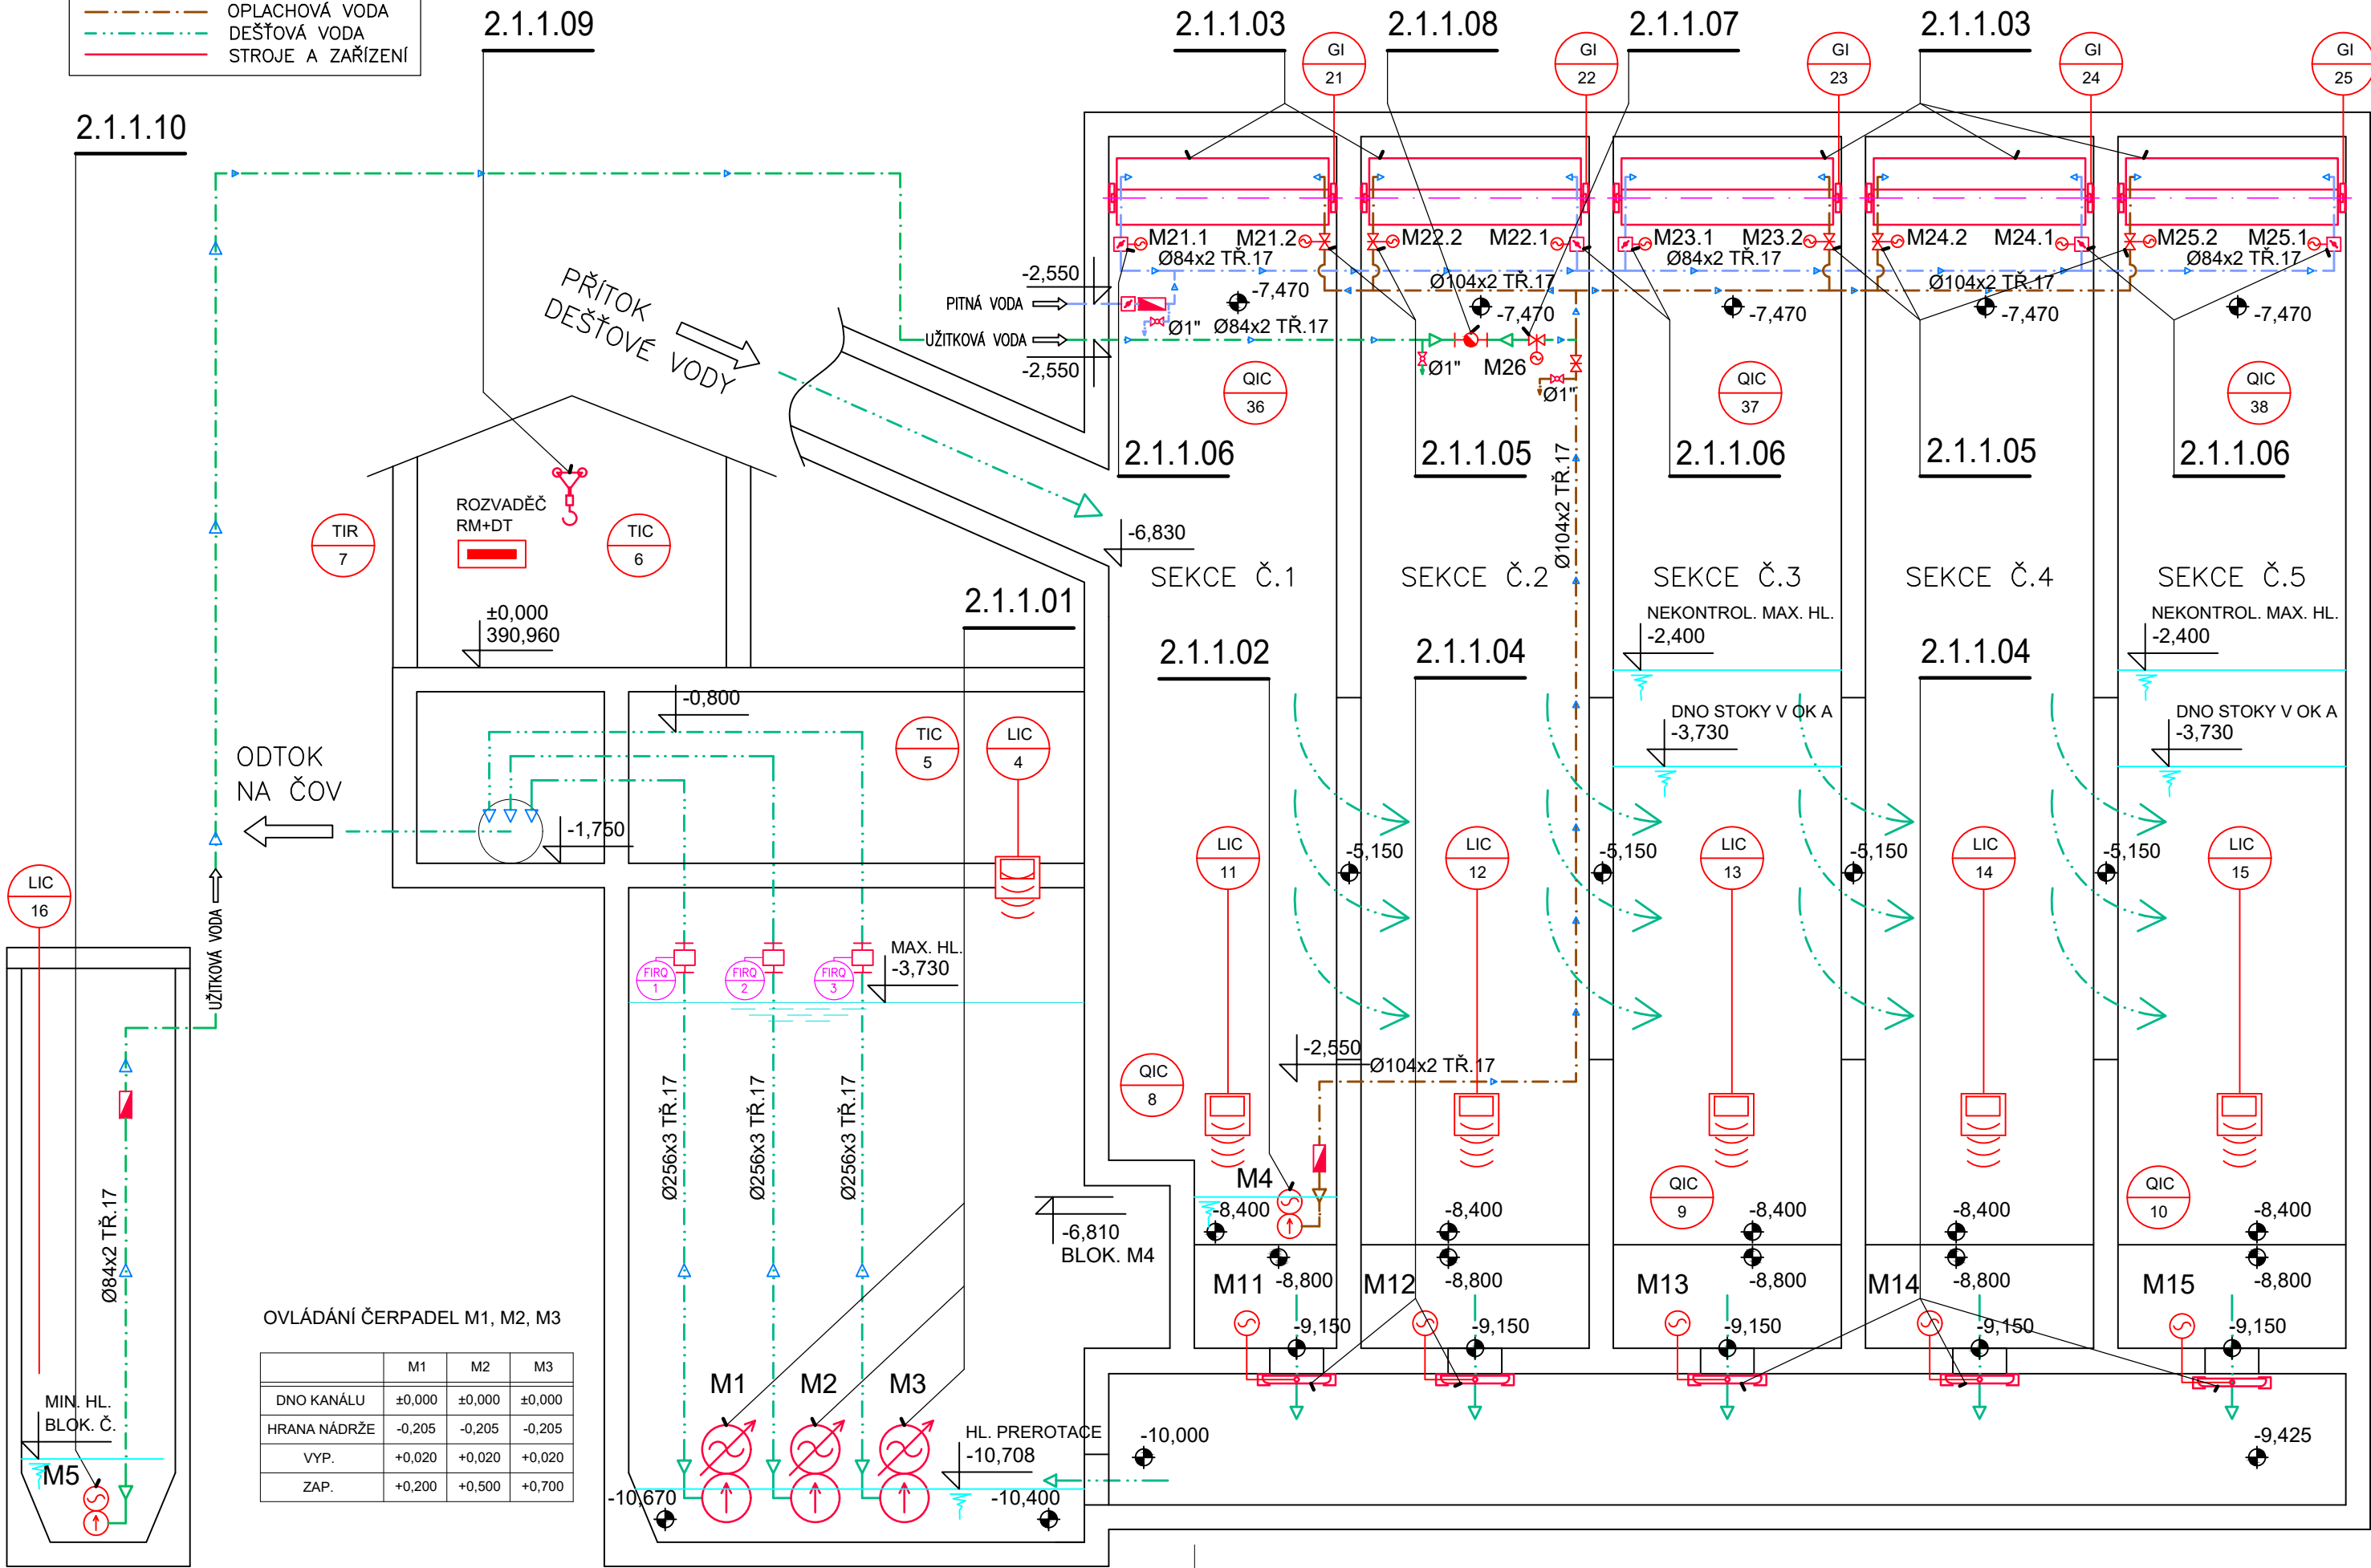 OPLACHOVÁ VODA
DEŠŤOVÁ VODA
STROJE A ZAŘÍZENÍ
2.1.1.09
2.1.1.03
2.1.1.08
2.1.1.07
2.1.1.03
GI
21
GI
22
GI
23
GI
24
GI
25
2.1.1.10
M21.1
M21.2
M22.2
M22.1
M23.1
M23.2
M24.2
M24.1
M25.2
M25.1
Ø84x2 TŘ.17
Ø84x2 TŘ.17
Ø84x2 TŘ.17
PŘÍTOK
DEŠŤOVÉ VODY
-2,550
PITNÁ VODA
-7,470
Ø104x2 TŘ.17
-7,470
-7,470
Ø104x2 TŘ.17
-7,470
-7,470
Ø1"
Ø84x2 TŘ.17
UŽITKOVÁ VODA
-2,550
Ø1"
M26
Ø1"
QIC
36
QIC
37
QIC
38
2.1.1.06
2.1.1.05
2.1.1.06
2.1.1.05
2.1.1.06
Ø104x2 TŘ.17
ROZVADĚČ
RM+DT
TIR
7
TIC
6
-6,830
SEKCE Č.1
SEKCE Č.2
SEKCE Č.3
SEKCE Č.4
SEKCE Č.5
±0,000
390,960
2.1.1.01
NEKONTROL. MAX. HL.
-2,400
NEKONTROL. MAX. HL.
-2,400
2.1.1.02
2.1.1.04
2.1.1.04
-0,800
DNO STOKY V OK A
-3,730
DNO STOKY V OK A
-3,730
TIC
5
LIC
4
ODTOK
NA ČOV
-1,750
LIC
11
LIC
12
LIC
13
LIC
14
LIC
15
-5,150
-5,150
-5,150
-5,150
LIC
16
UŽITKOVÁ VODA
FIRQ
1
FIRQ
2
FIRQ
3
MAX. HL.
-3,730
-2,550
Ø104x2 TŘ.17
QIC
8
Ø256x3 TŘ.17
Ø256x3 TŘ.17
Ø256x3 TŘ.17
Ø84x2 TŘ.17
M4
QIC
9
QIC
10
-8,400
-8,400
-8,400
-8,400
-8,400
-6,810
BLOK. M4
M11
-8,800
M12
-8,800
M13
-8,800
M14
-8,800
M15
-8,800
-9,150
-9,150
-9,150
-9,150
-9,150
OVLÁDÁNÍ ČERPADEL M1, M2, M3
M1 M2 M3
DNO KANÁLU ±0,000 ±0,000 ±0,000
HRANA NÁDRŽE -0,205 -0,205 -0,205
VYP. +0,020 +0,020 +0,020
ZAP. +0,200 +0,500 +0,700
MIN. HL.
BLOK. Č.
M5
M1
M2
M3
HL. PREROTACE
-10,708
-10,000
-9,425
-10,670
-10,400